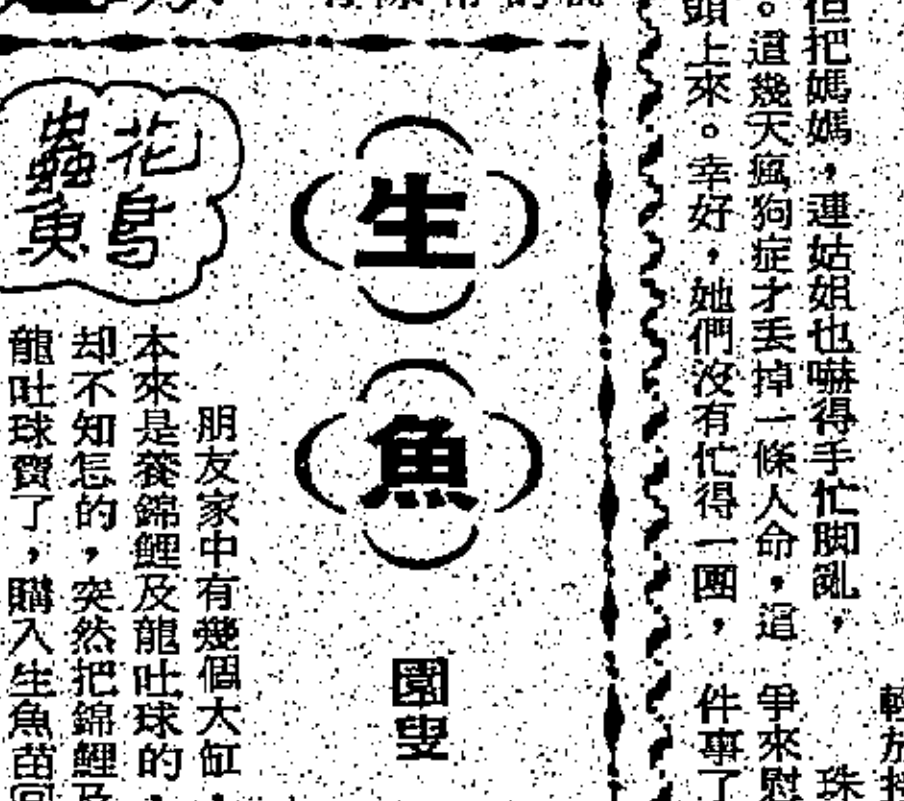 但把媽媽，連姑姐也嚇得手忙脚亂，
。這幾天瘋狗症才丟掉一條人命，這
頭上來。幸好，她們沒有忙得一團，
珠
爭來慰
件事了
生魚
園叟
花鳥
蟲魚
朋友家中有幾個大缸，
本來是養錦鯉及龍吐球的，
却不知怎的，突然把錦鯉及
龍吐球賣了，購入生魚苗回